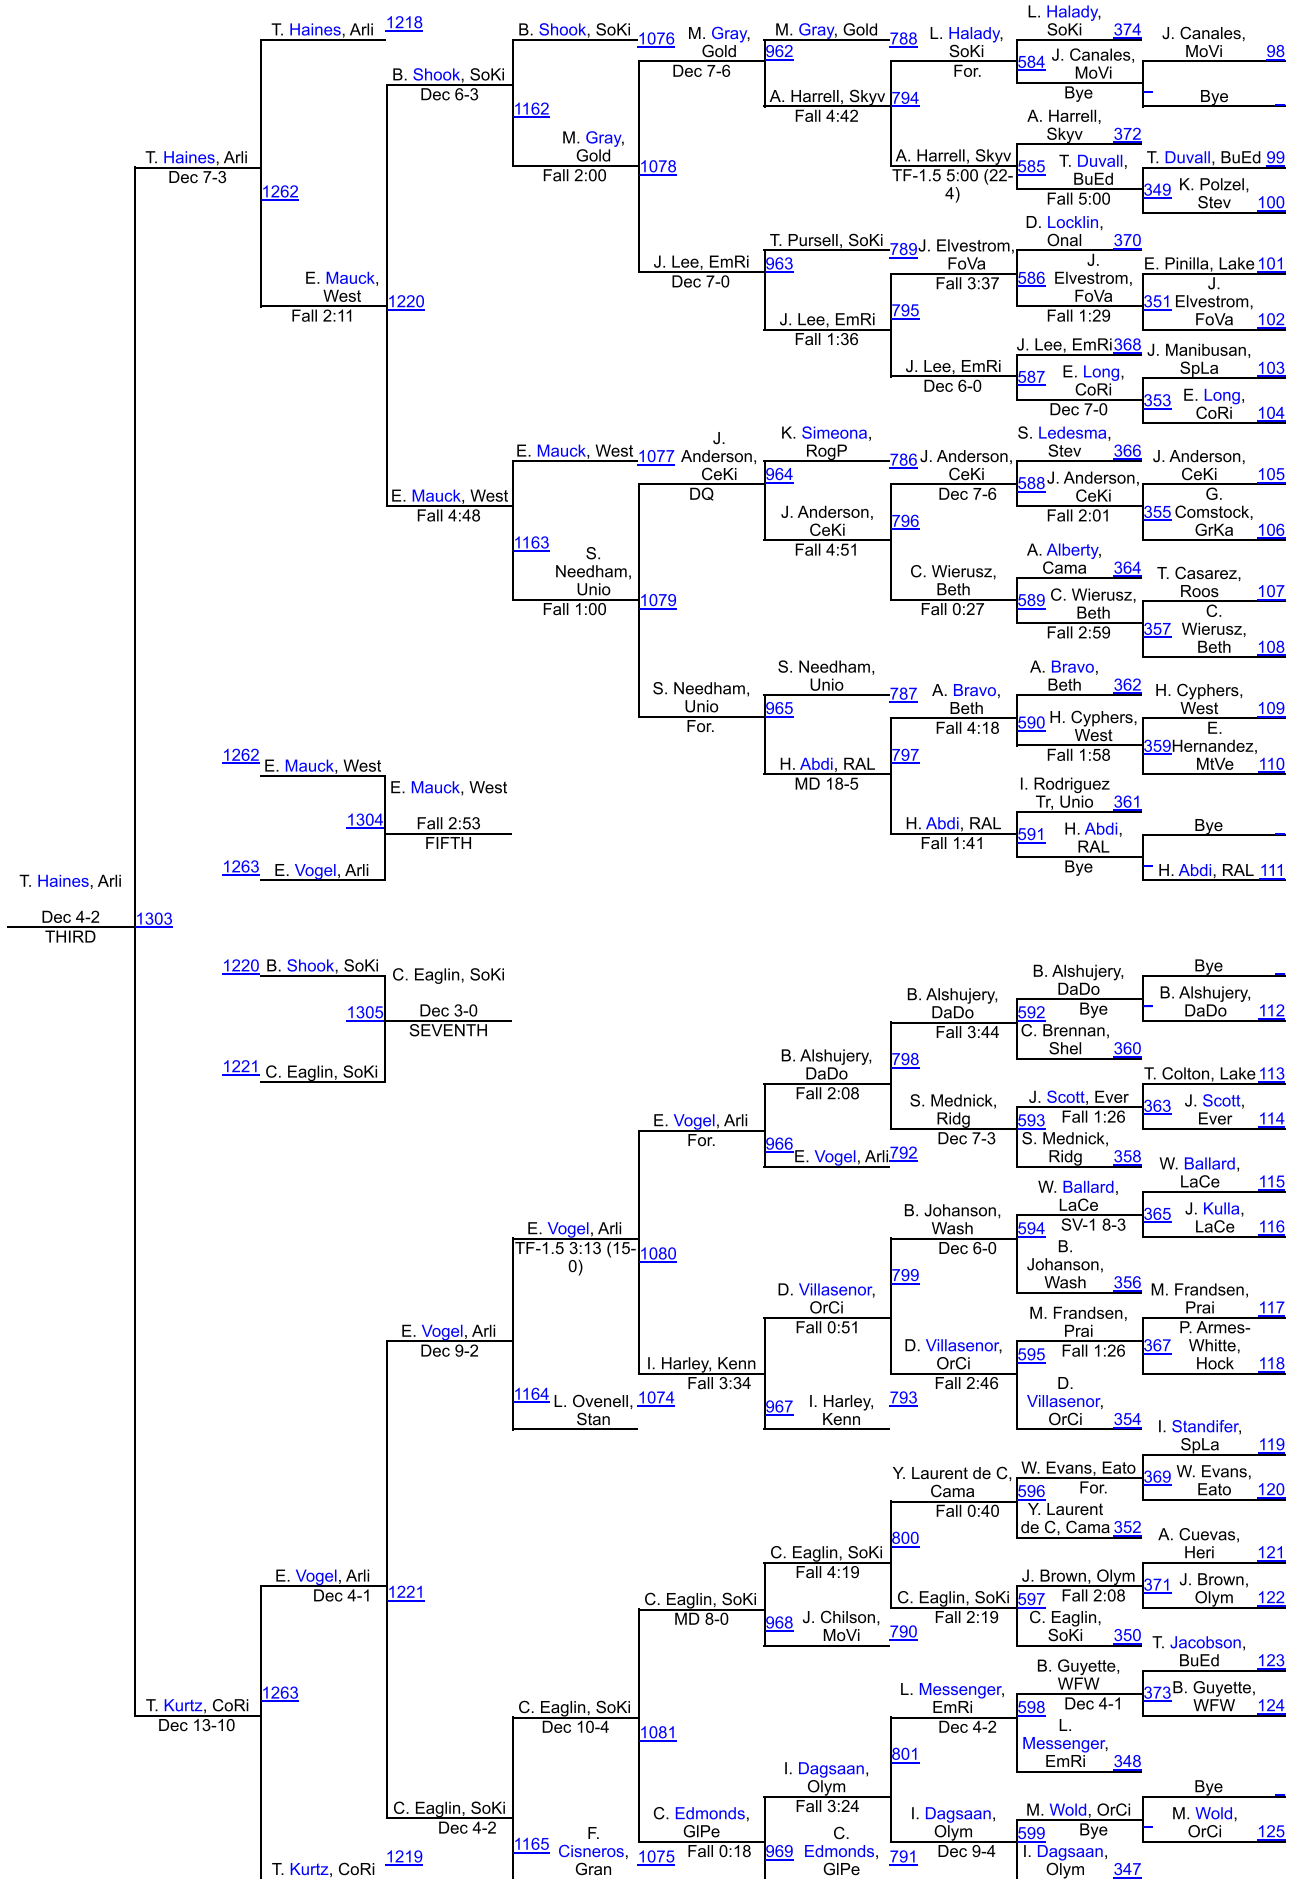 L. Halady,
SoKi 374
T. Haines, Arli 1218
B. Shook, SoKi 1076
M. Gray,
Gold
Dec 7-6
M. Gray, Gold 788
962
L. Halady,
SoKi
For.
584 J. Canales,
MoVi
Bye
J. Canales,
MoVi 98
Bye
B. Shook, SoKi
Dec 6-3
1162
A. Harrell, Skyv 794
Fall 4:42
A. Harrell,
Skyv 372
M. Gray,
Gold
Fall 2:00
1078
A. Harrell, Skyv
TF-1.5 5:00 (22-
4)
585 T. Duvall,
BuEd
Fall 5:00
T. Duvall, BuEd 99
349 K. Polzel,
Stev 100
T. Haines, Arli
Dec 7-3
1262
D. Locklin,
Onal 370
T. Pursell, SoKi 789
J. Lee, EmRi 963
Dec 7-0
J. Elvestrom,
FoVa
Fall 3:37
586 J.
Elvestrom,
FoVa
Fall 1:29
E. Pinilla, Lake 101
351 J.
Elvestrom,
FoVa 102
E. Mauck,
West
Fall 2:11
1220
J. Lee, EmRi 795
Fall 1:36
J. Lee, EmRi 368
J. Lee, EmRi
Dec 6-0
587 E. Long,
CoRi
Dec 7-0
J. Manibusan,
SpLa 103
353 E. Long,
CoRi 104
E. Mauck, West 1077
J.
Anderson,
CeKi
DQ
K. Simeona,
RogP 786
964
J. Anderson,
CeKi
Dec 7-6
S. Ledesma,
Stev 366
588 J. Anderson,
CeKi
Fall 2:01
J. Anderson,
CeKi 105
355 G.
Comstock,
GrKa 106
E. Mauck, West
Fall 4:48
1163
J. Anderson,
CeKi
Fall 4:51
796
S.
Needham,
Unio
Fall 1:00
1079
C. Wierusz,
Beth
Fall 0:27
A. Alberty,
Cama 364
589 C. Wierusz,
Beth
Fall 2:59
T. Casarez,
Roos 107
357 C.
Wierusz,
Beth 108
S. Needham,
Unio
For.
S. Needham,
Unio 787
965
A. Bravo,
Beth
Fall 4:18
A. Bravo,
Beth 362
590 H. Cyphers,
West
Fall 1:58
H. Cyphers,
West 109
359 E.
Hernandez,
MtVe 110
H. Abdi, RAL 797
MD 18-5
I. Rodriguez
Tr, Unio 361
H. Abdi, RAL
Fall 1:41
591 H. Abdi,
RAL
Bye
Bye
H. Abdi, RAL 111
1262 E. Mauck, West
E. Mauck, West
1304 Fall 2:53
FIFTH
1263 E. Vogel, Arli
T. Haines, Arli
Dec 4-2
THIRD
1303
1220 B. Shook, SoKi
C. Eaglin, SoKi
1305 Dec 3-0
SEVENTH
1221 C. Eaglin, SoKi
B. Alshujery,
DaDo
Fall 3:44
B. Alshujery,
DaDo
Bye
592
C. Brennan,
Shel 360
Bye
B. Alshujery,
DaDo 112
B. Alshujery,
DaDo
Fall 2:08
798
E. Vogel, Arli
For.
966
E. Vogel, Arli 792
S. Mednick,
Ridg
Dec 7-3
J. Scott, Ever
Fall 1:26
593
S. Mednick,
Ridg 358
T. Colton, Lake 113
363 J. Scott,
Ever 114
E. Vogel, Arli
TF-1.5 3:13 (15-
0)
1080
B. Johanson,
Wash
Dec 6-0
W. Ballard,
LaCe
SV-1 8-3
594
B.
Johanson,
Wash 356
W. Ballard,
LaCe 115
365 J. Kulla,
LaCe 116
799
D. Villasenor,
OrCi
Fall 0:51
E. Vogel, Arli
Dec 9-2
I. Harley, Kenn
Fall 3:34
D. Villasenor,
OrCi
Fall 2:46
M. Frandsen,
Prai
Fall 1:26
595
D.
Villasenor,
OrCi 354
M. Frandsen,
Prai 117
367 P. Armes-
Whitte,
Hock 118
1164 L. Ovenell,
Stan 1074
967 I. Harley,
Kenn 793
Y. Laurent de C,
Cama
Fall 0:40
W. Evans, Eato
For.
596
Y. Laurent
de C, Cama 352
I. Standifer,
SpLa 119
369 W. Evans,
Eato 120
800
C. Eaglin, SoKi
Fall 4:19
E. Vogel, Arli
Dec 4-1
1221
C. Eaglin, SoKi
MD 8-0
968 J. Chilson,
MoVi 790
C. Eaglin, SoKi
Fall 2:19
J. Brown, Olym
Fall 2:08
597
C. Eaglin,
SoKi 350
A. Cuevas,
Heri 121
371 J. Brown,
Olym 122
T. Kurtz, CoRi
Dec 13-10
1263
C. Eaglin, SoKi
Dec 10-4
1081
L. Messenger,
EmRi
Dec 4-2
B. Guyette,
WFW
Dec 4-1
598
L.
Messenger,
EmRi 348
T. Jacobson,
BuEd 123
373 B. Guyette,
WFW 124
801
I. Dagsaan,
Olym
Fall 3:24
C. Eaglin, SoKi
Dec 4-2
C. Edmonds,
GlPe
Fall 0:18
I. Dagsaan,
Olym
Dec 9-4
M. Wold, OrCi
Bye
599
I. Dagsaan,
Olym 347
Bye
M. Wold,
OrCi 125
T. Kurtz, CoRi 1219
1165 F.
Cisneros,
Gran 1075
969 C.
Edmonds,
GlPe 791